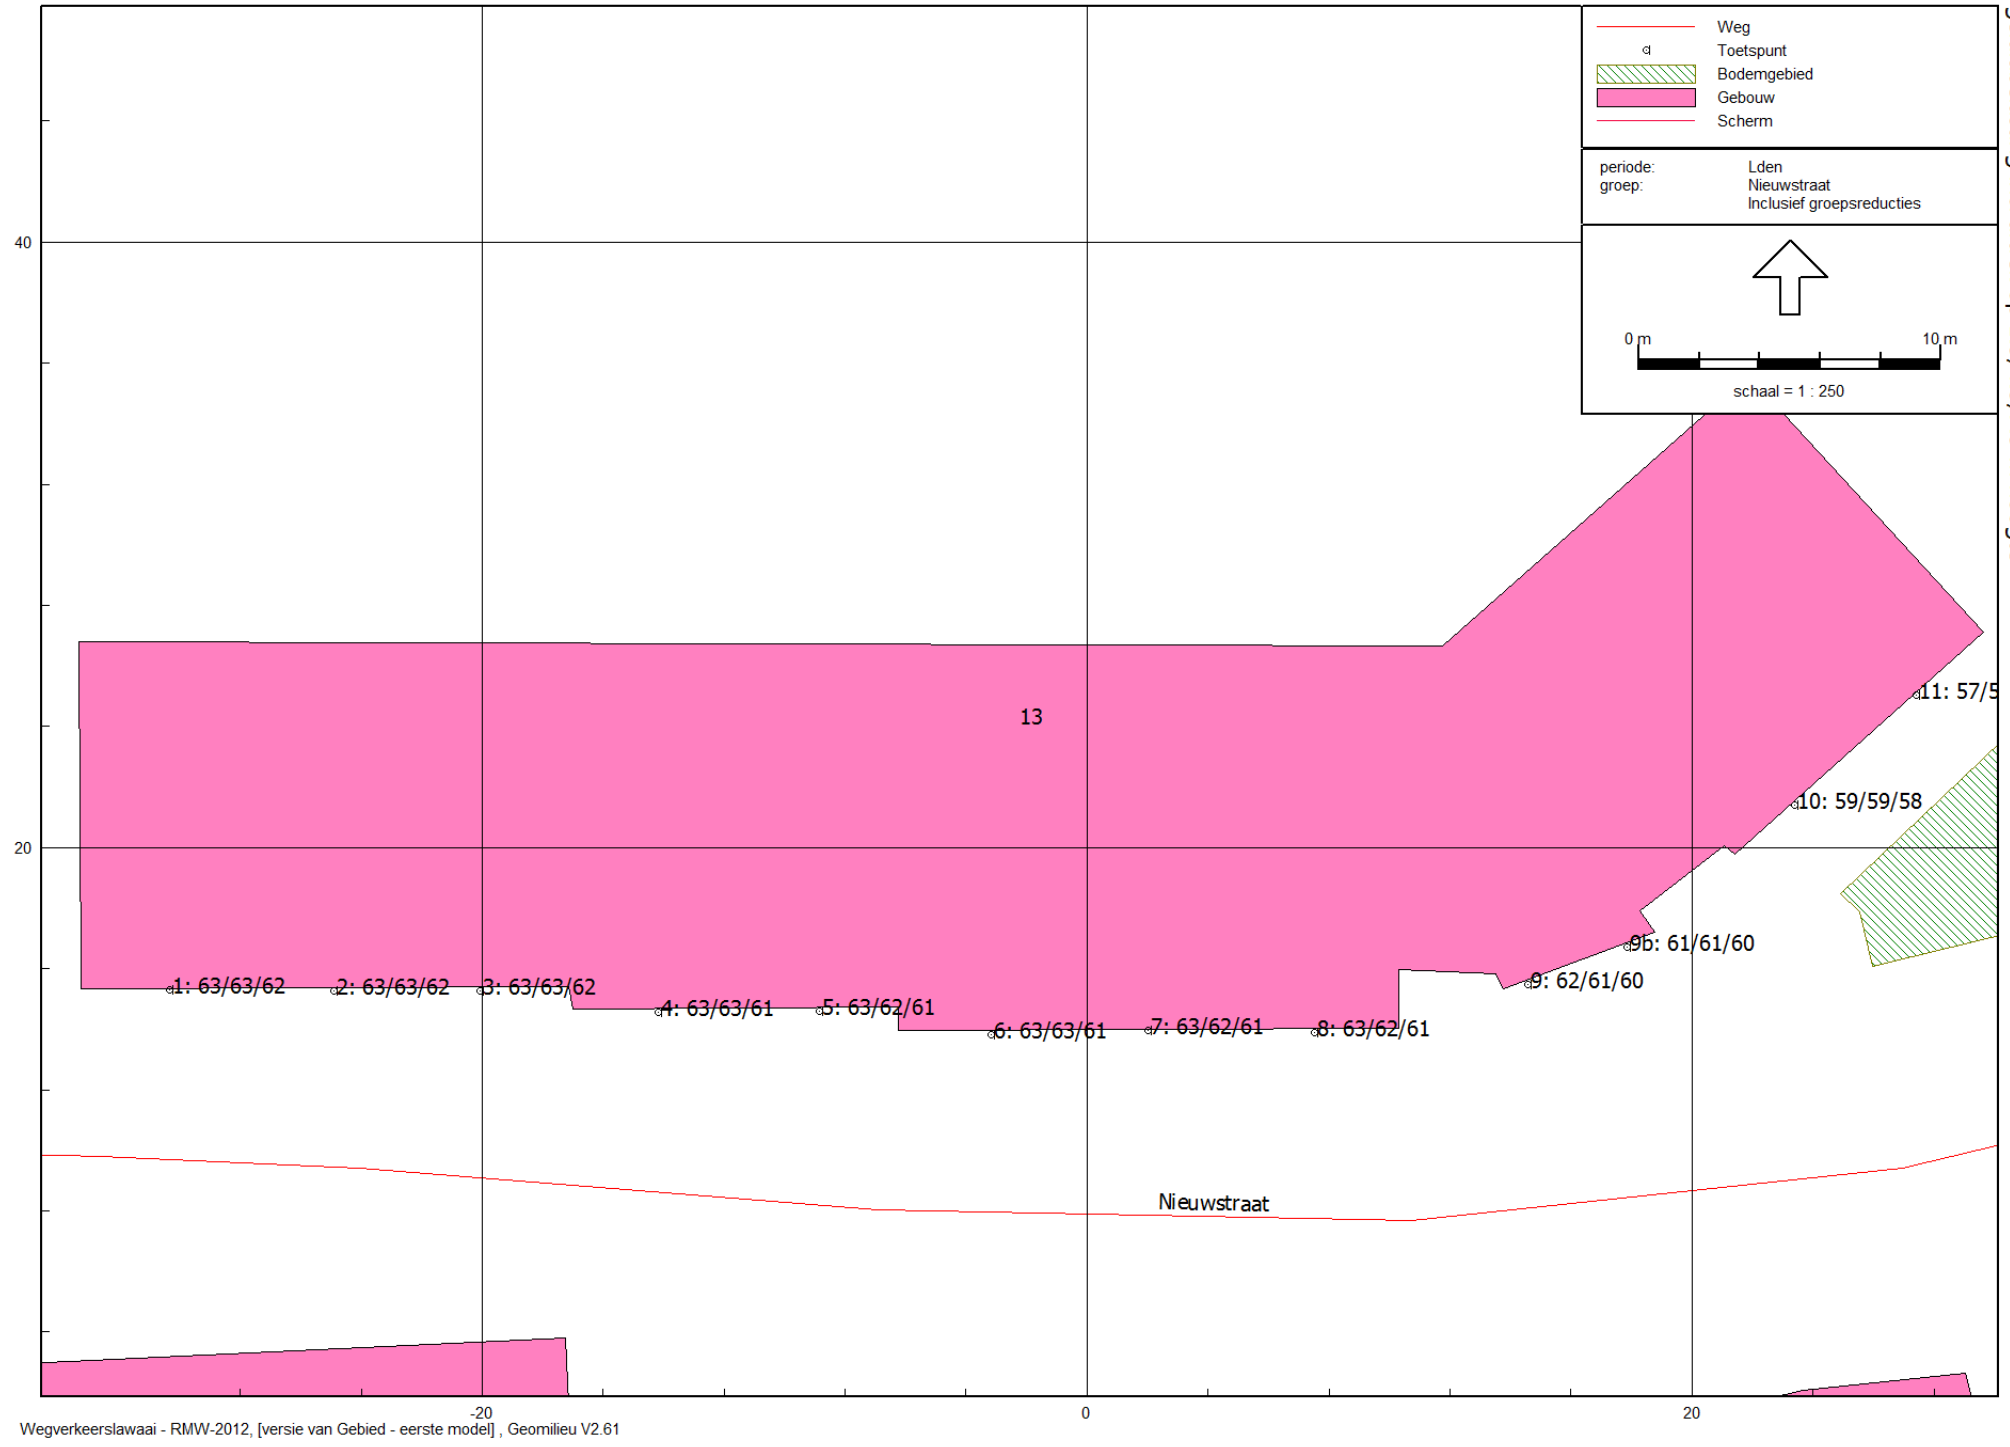 Weg
Toetspunt
Bodemgebied
Gebouw
Scherm
periode: Lden
groep: Nieuwstraat
Inclusief groepsreducties
0 m 10 m
schaal = 1 : 250
40
13
11: 57/5
10: 59/59/58
20
9b: 61/61/60
9: 62/61/60
1: 63/63/62
2: 63/63/62
3: 63/63/62
4: 63/63/61
5: 63/62/61
6: 63/63/61
7: 63/62/61
8: 63/62/61
Nieuwstraat
-20 0 20
Wegverkeerslawaai - RMW-2012, [versie van Gebied - eerste model] , Geomilieu V2.61